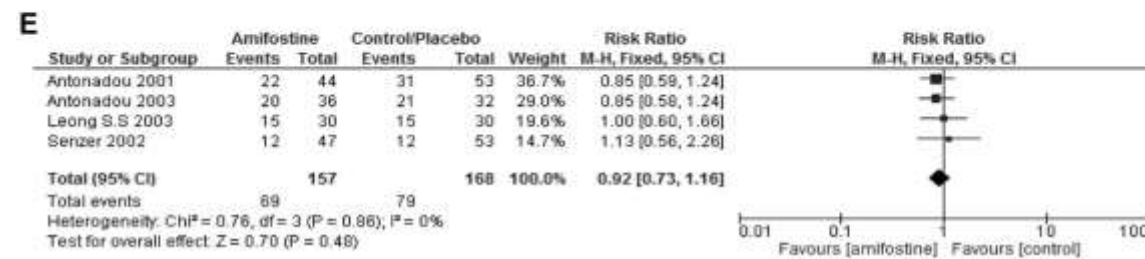 E
Amifostine Control/Placebo Risk Ratio Risk Ratio
Study or Subgroup Events Total Events Total Weight M-H, Fixed, 95% CI M-H, Fixed, 95% CI
Antonadou 2001 22 44 31 53 36.7% 0.85 [0.59, 1.24]
Antonadou 2003 20 36 21 32 29.0% 0.85 [0.58, 1.24]
Leong S.S 2003 15 30 15 30 19.6% 1.00 [0.60, 1.66]
Senzer 2002 12 47 12 53 14.7% 1.13 [0.56, 2.26]
Total (95% CI) 157 168 100.0% 0.92 [0.73, 1.16]
Total events 69 79
Heterogeneity: Chi² = 0.76, df = 3 (P = 0.86); I² = 0%
Test for overall effect: Z = 0.70 (P = 0.48)
0.01 0.1 1 10 100
Favours [amifostine] Favours [control]